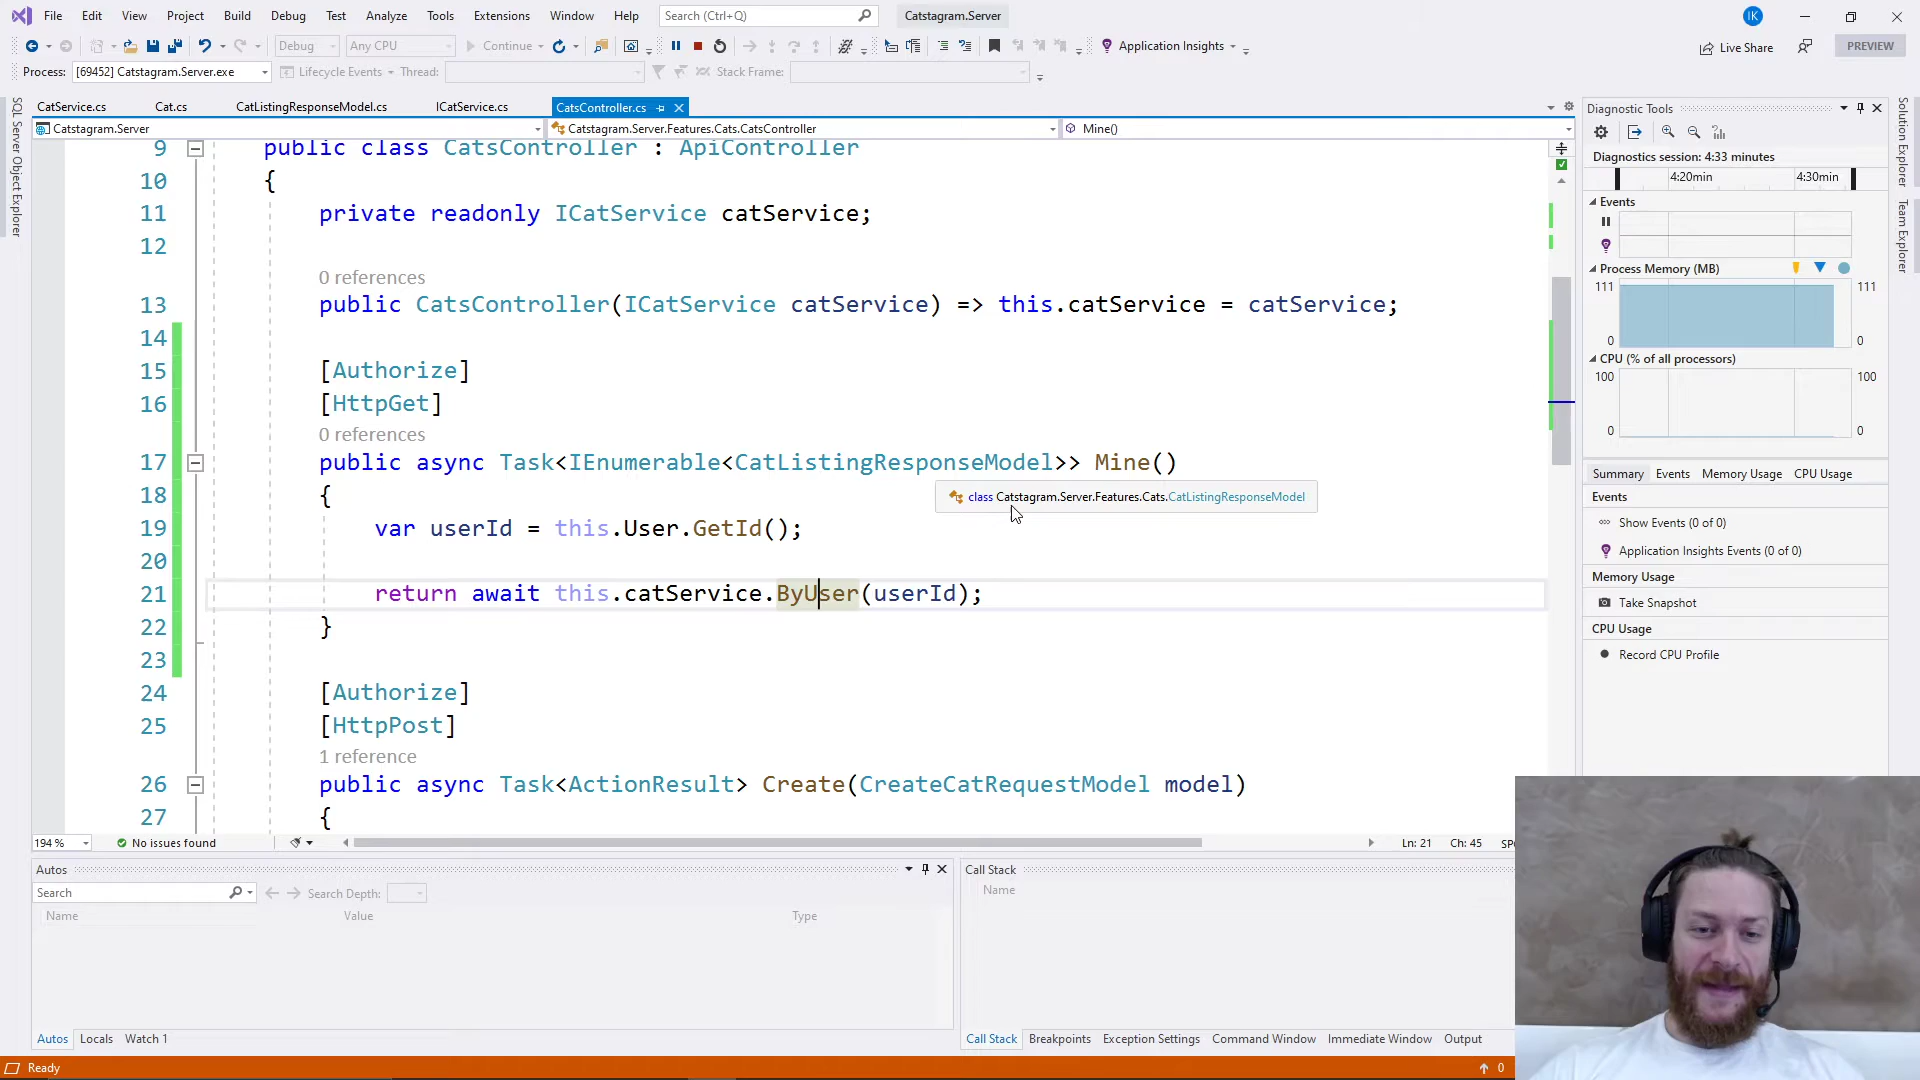 File Edit View Project Build Debug Test Analyze Tools Extensions Window Help Search (Ctrl+Q) Catstagram.Server IK
Debug Any CPU Continue Application Insights Live Share PREVIEW
Process: [69452] Catstagram.Server.exe Lifecycle Events Thread: Stack Frame:
CatService.cs Cat.cs CatListingResponseModel.cs ICatService.cs CatsController.cs
Catstagram.Server Catstagram.Server.Features.Cats.CatsController Mine()
SQL Server Object Explorer
9 public class CatsController : ApiController
10 {
11 private readonly ICatService catService;
12
0 references
13 public CatsController(ICatService catService) => this.catService = catService;
14
15 [Authorize]
16 [HttpGet]
0 references
17 public async Task<IEnumerable<CatListingResponseModel>> Mine()
18 {
class Catstagram.Server.Features.Cats.CatListingResponseModel
19 var userId = this.User.GetId();
20
21 return await this.catService.ByUser(userId);
22 }
23
24 [Authorize]
25 [HttpPost]
1 reference
26 public async Task<ActionResult> Create(CreateCatRequestModel model)
27 {
194 % No issues found Ln: 21 Ch: 45
Diagnostic Tools
Diagnostics session: 4:33 minutes
4:20min 4:30min
Events
Process Memory (MB)
111 111
0 0
CPU (% of all processors)
100 100
0 0
Summary Events Memory Usage CPU Usage
Events
Show Events (0 of 0)
Application Insights Events (0 of 0)
Memory Usage
Take Snapshot
CPU Usage
Record CPU Profile
Solution Explorer
Team Explorer
Autos
Search Search Depth:
Name Value Type
Autos Locals Watch 1
Call Stack
Name
Call Stack Breakpoints Exception Settings Command Window Immediate Window Output
Ready 0